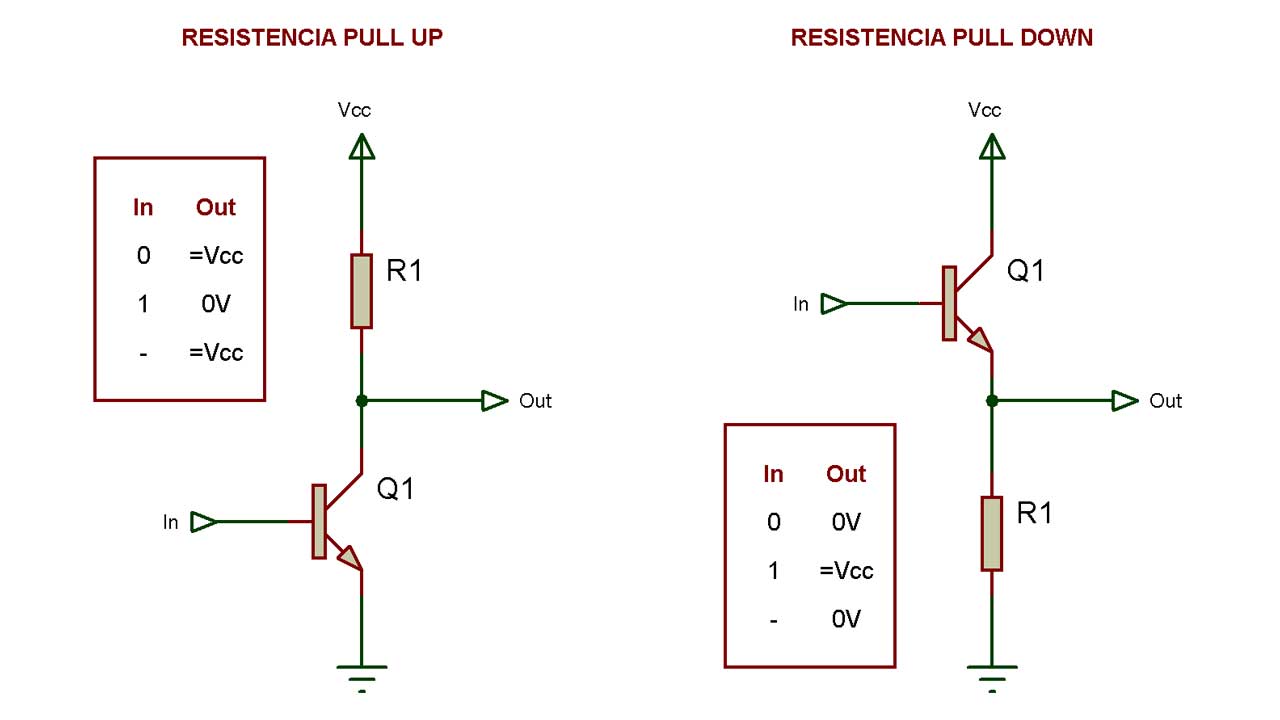 RESISTENCIA PULL UP
Vcc
In Out
0 =Vcc
1 0V
- =Vcc
R1
Out
Q1
In
RESISTENCIA PULL DOWN
Vcc
Q1
In
Out
In Out
0 0V
1 =Vcc
- 0V
R1